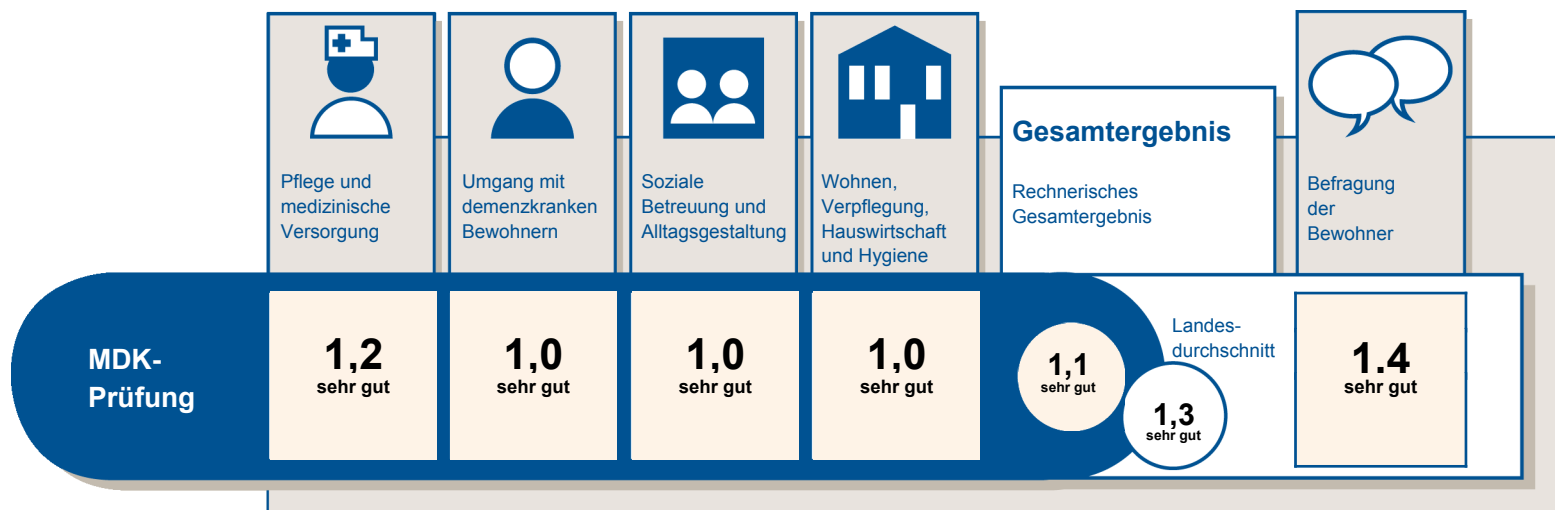 Pflege und
medizinische
Versorgung
Umgang mit
demenzkranken
Bewohnern
Soziale
Betreuung und
Alltagsgestaltung
Wohnen,
Verpflegung,
Hauswirtschaft
und Hygiene
Gesamtergebnis
Rechnerisches
Gesamtergebnis
Befragung
der
Bewohner
MDK-
Prüfung
1,2
sehr gut
1,0
sehr gut
1,0
sehr gut
1,0
sehr gut
1,1
sehr gut
Landes-
durchschnitt
1,3
sehr gut
1.4
sehr gut